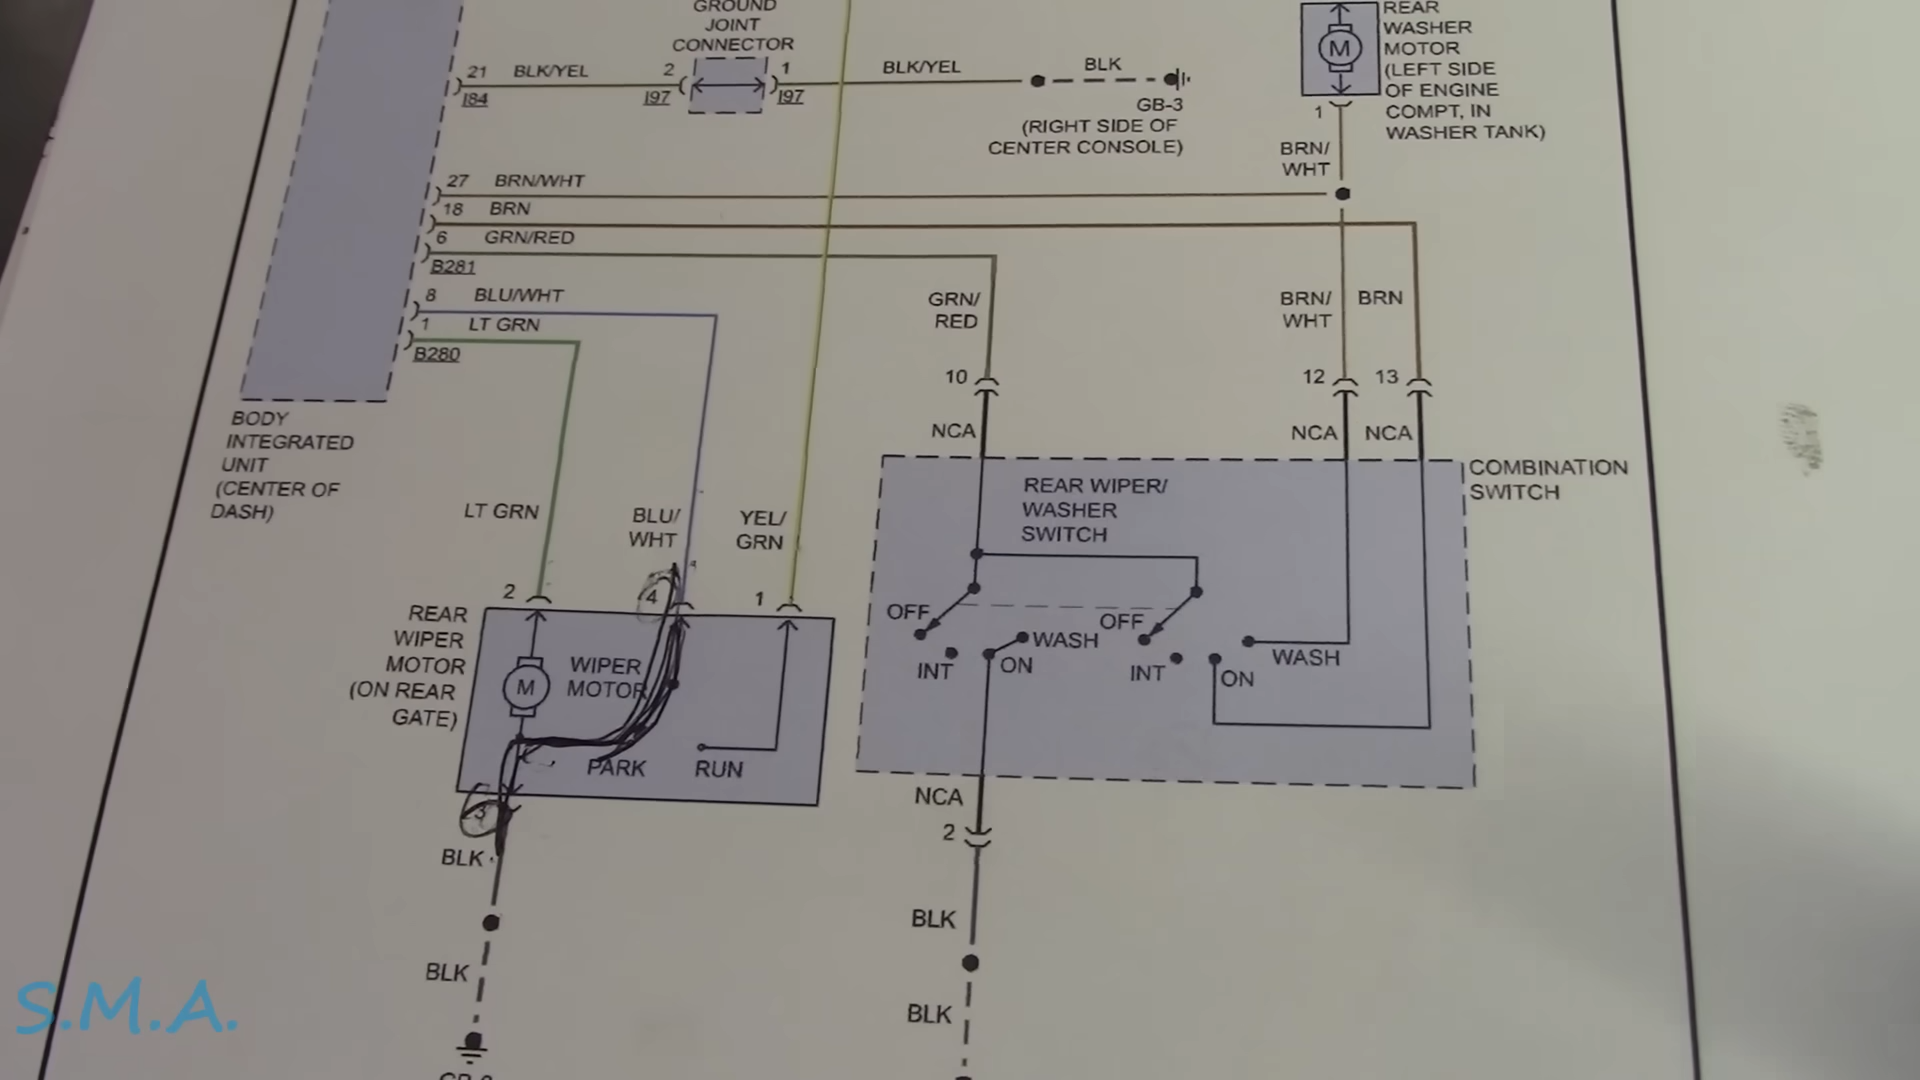 GROUND
JOINT
CONNECTOR
REAR
WASHER
MOTOR
(LEFT SIDE
OF ENGINE
COMPT, IN
WASHER TANK)
21 BLK/YEL 2 1 BLK/YEL BLK
I84 I97 I97
GB-3
(RIGHT SIDE OF
CENTER CONSOLE)
M
1
BRN/
WHT
27 BRN/WHT
18 BRN
6 GRN/RED
B281
8 BLU/WHT
1 LT GRN
B280
GRN/
RED
BRN/
WHT
BRN
10 12 13
NCA NCA NCA
BODY
INTEGRATED
UNIT
(CENTER OF
DASH)
COMBINATION
SWITCH
LT GRN
BLU/
WHT
YEL/
GRN
REAR WIPER/
WASHER
SWITCH
2 4 1
REAR
WIPER
MOTOR
(ON REAR
GATE)
M
WIPER
MOTOR
PARK RUN
OFF
INT
ON
WASH
OFF
INT
ON
WASH
3
BLK
BLK
NCA
2
BLK
BLK
S.M.A.